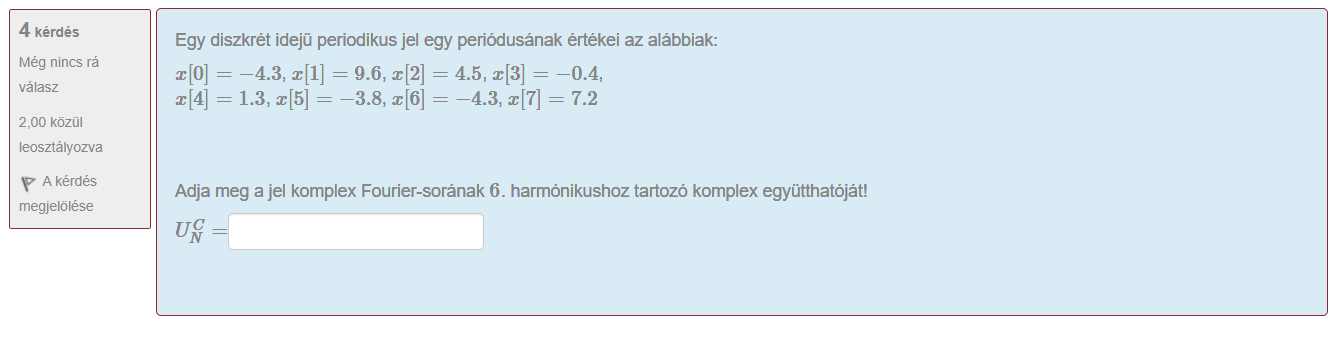 4 kérdés
Még nincs rá
válasz
2,00 közül
leosztályozva
A kérdés
megjelölése
Egy diszkrét idejű periodikus jel egy periódusának értékei az alábbiak:
x[0] = −4.3, x[1] = 9.6, x[2] = 4.5, x[3] = −0.4,
x[4] = 1.3, x[5] = −3.8, x[6] = −4.3, x[7] = 7.2
Adja meg a jel komplex Fourier-sorának 6. harmónikushoz tartozó komplex együtthatóját!
U_N^C =